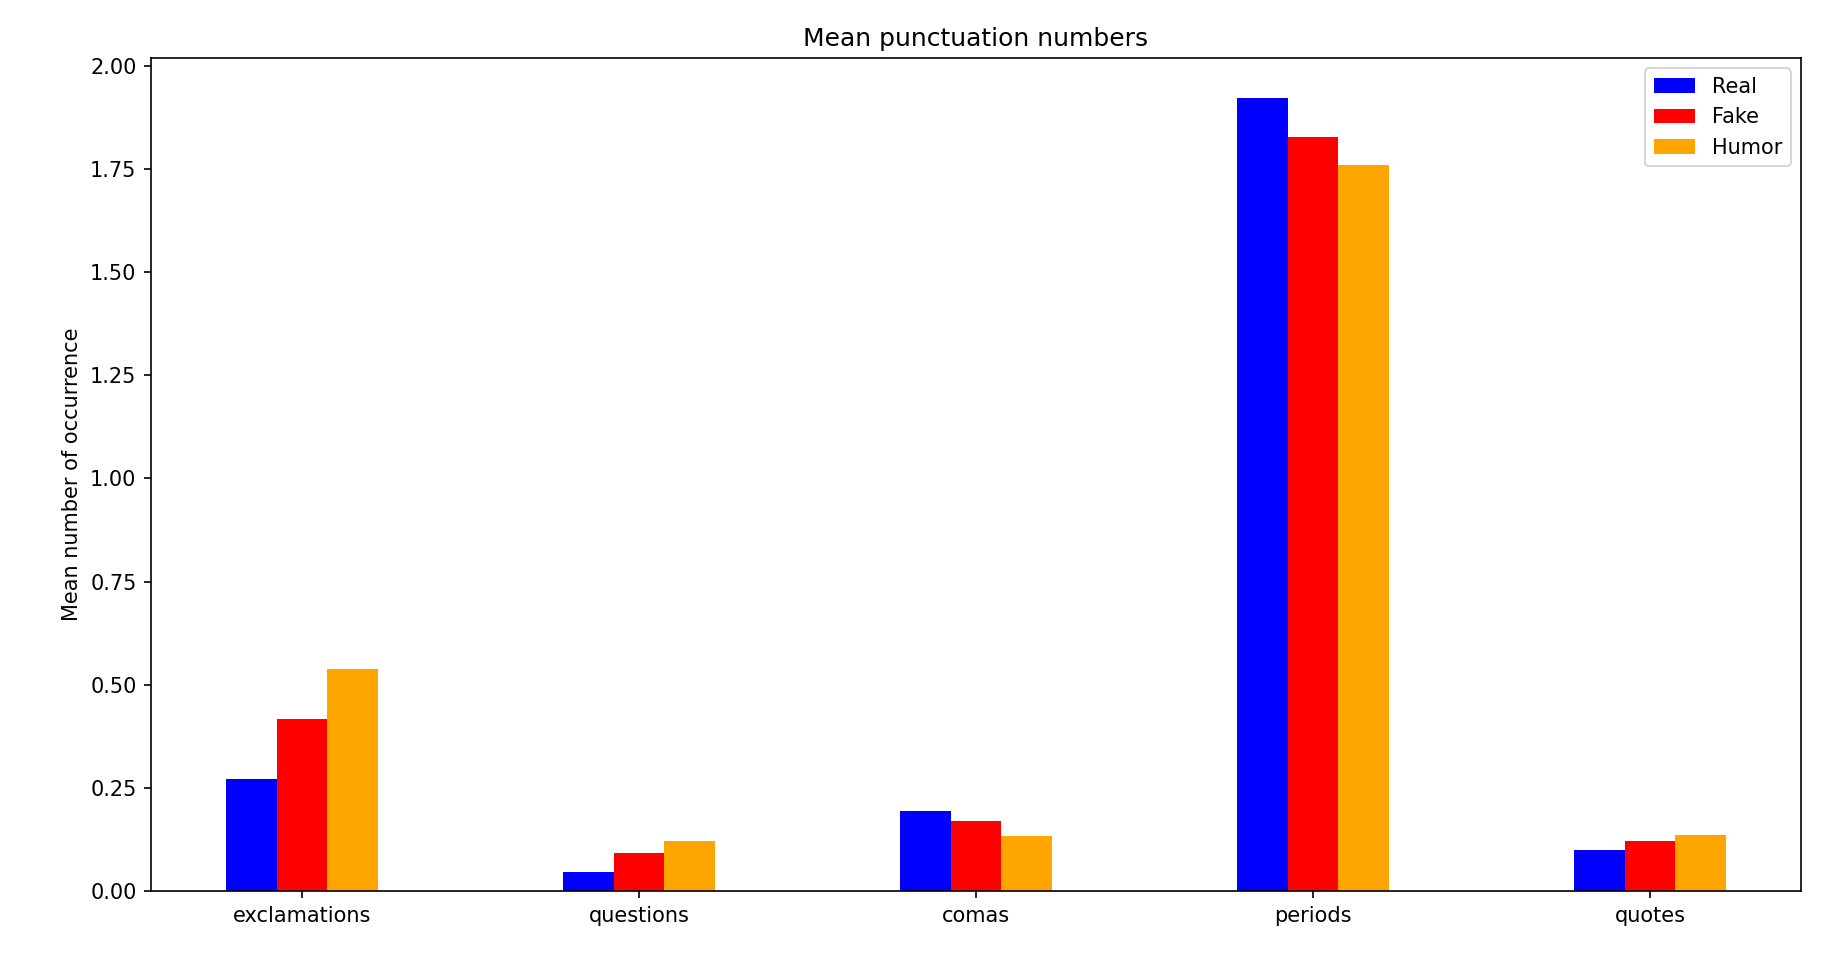 Mean punctuation numbers
Real
Fake
Humor
Mean number of occurrence
2.00
1.75
1.50
1.25
1.00
0.75
0.50
0.25
0.00
exclamations questions comas periods quotes